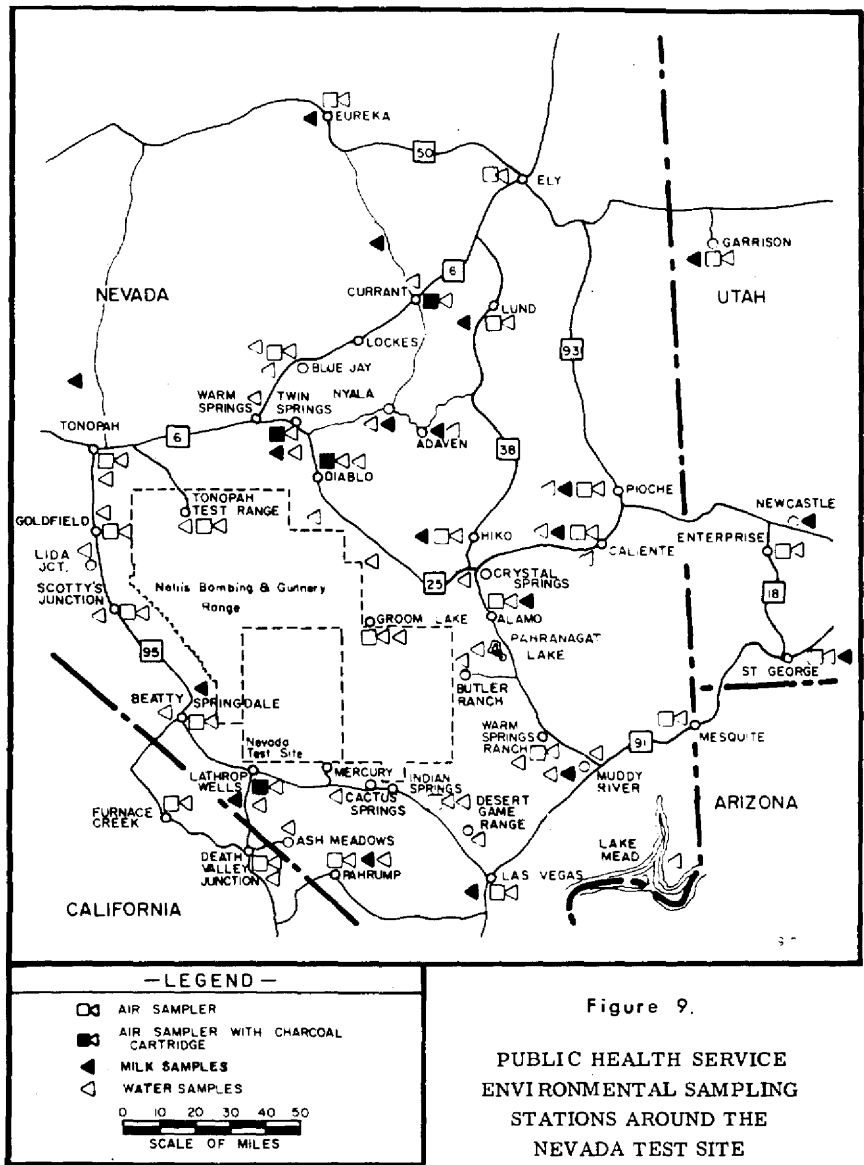 EUREKA
50
ELY
GARRISON
NEVADA
6
CURRANT
UTAH
LUND
LOCKES
93
BLUE JAY
WARM
SPRINGS
TWIN
SPRINGS
NYALA
TONOPAH
6
ADAVEN
38
DIABLO
PIOCHE
TONOPAH
TEST RANGE
NEWCASTLE
GOLDFIELD
HIKO
ENTERPRISE
LIDA
JCT.
CALIENTE
25
CRYSTAL
SPRINGS
SCOTTY'S
JUNCTION
Nellis Bombing & Gunnery
Range
18
GROOM LAKE
ALAMO
95
PAHRANAGAT
LAKE
ST GEORGE
BEATTY
SPRINGDALE
BUTLER
RANCH
WARM
SPRINGS
RANCH
91
MESQUITE
Nevada
Test Site
LATHROP
WELLS
MERCURY
CACTUS
SPRINGS
INDIAN
SPRINGS
MUDDY
RIVER
DESERT
GAME
RANGE
ARIZONA
FURNACE
CREEK
ASH MEADOWS
LAKE
MEAD
DEATH
VALLEY
JUNCTION
PAHRUMP
LAS VEGAS
CALIFORNIA
—LEGEND—
AIR SAMPLER
AIR SAMPLER WITH CHARCOAL
CARTRIDGE
MILK SAMPLES
WATER SAMPLES
0 10 20 30 40 50
SCALE OF MILES
Figure 9.
PUBLIC HEALTH SERVICE
ENVIRONMENTAL SAMPLING
STATIONS AROUND THE
NEVADA TEST SITE